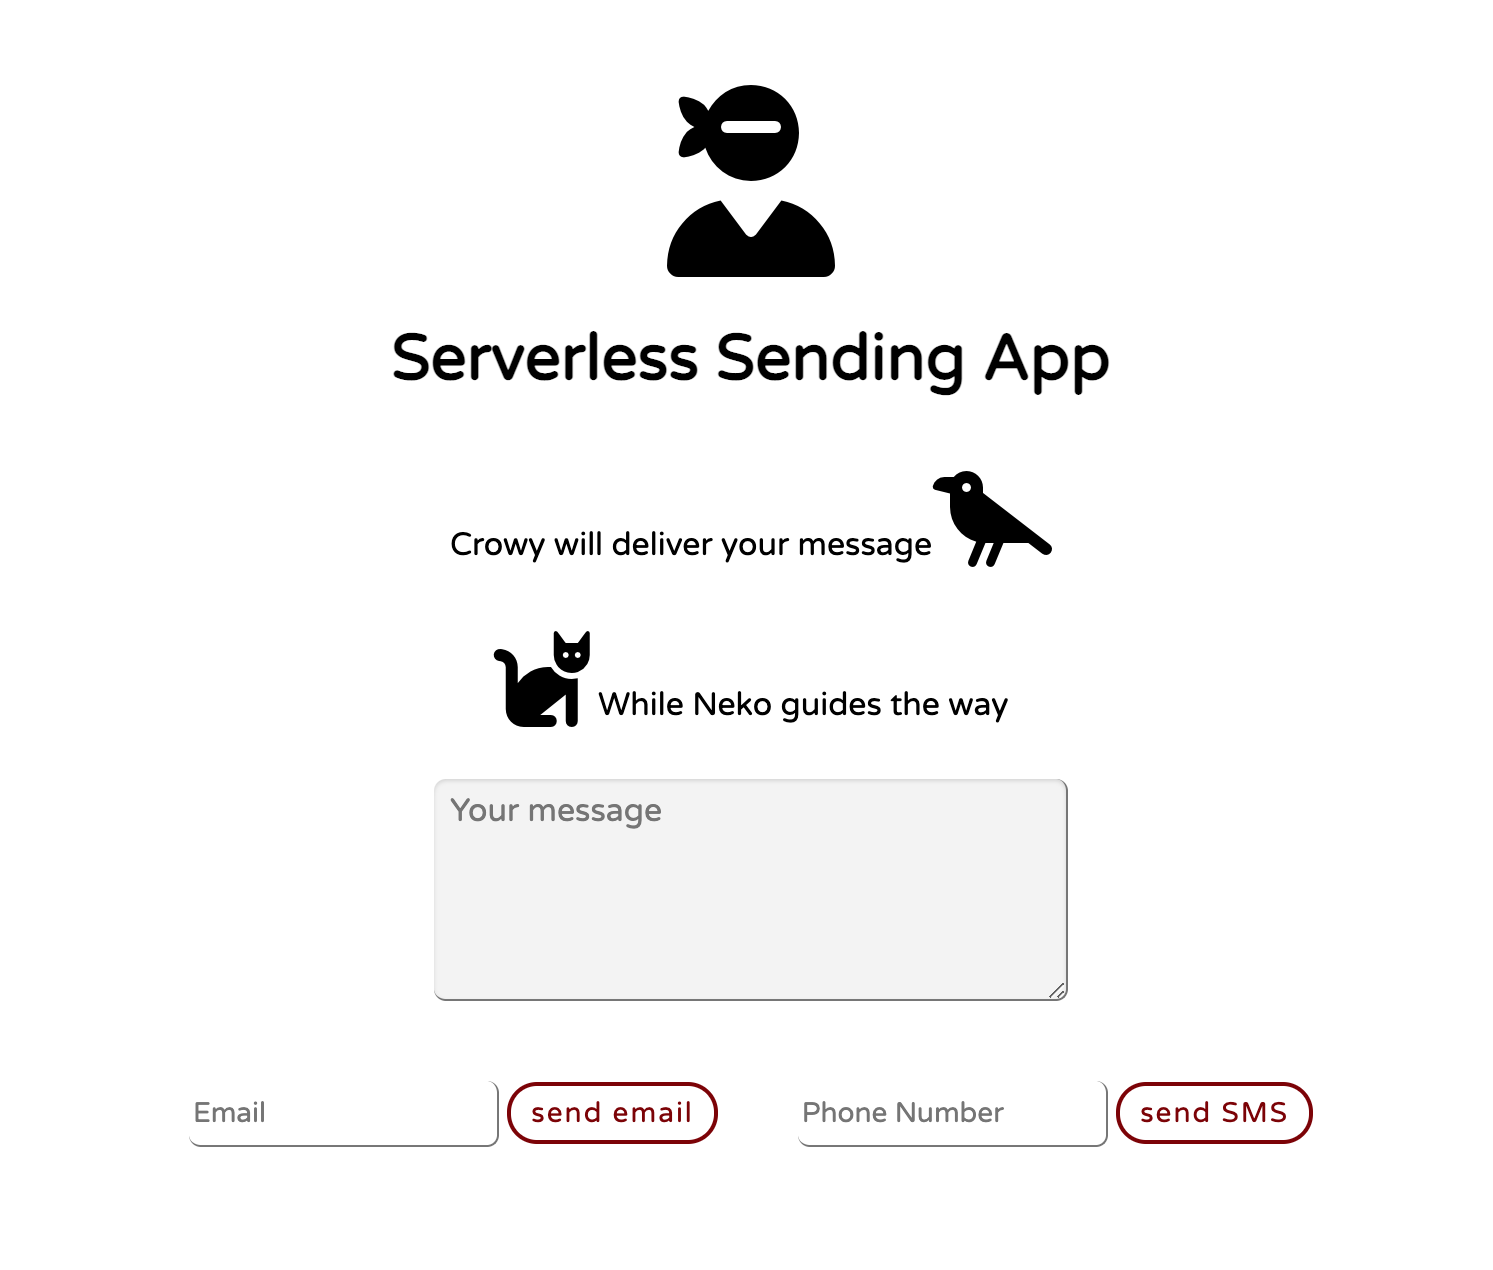 Serverless Sending App
Crowy will deliver your message
While Neko guides the way
Your message
Email
send email
Phone Number
send SMS